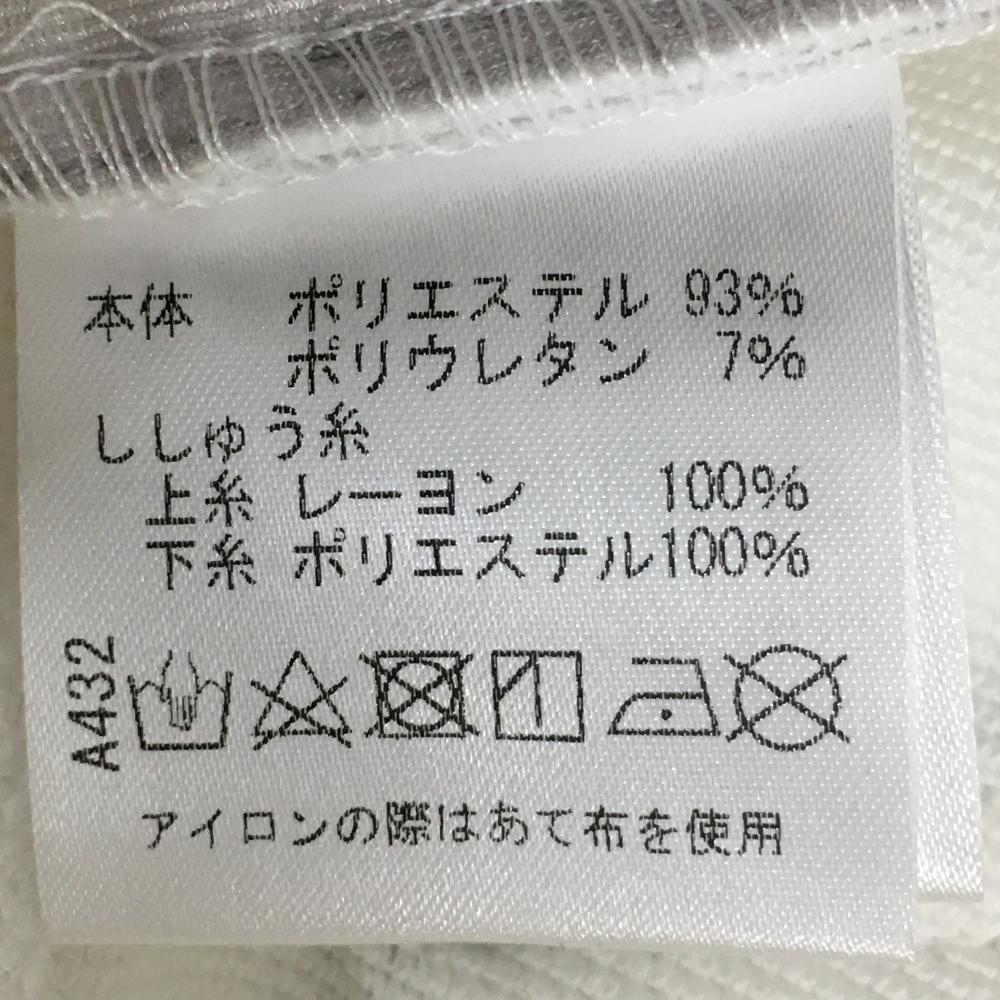 本体 ポリエステル 93%
ポリウレタン 7%
ししゅう糸
上糸 レーヨン 100%
下糸 ポリエステル100%
A432
アイロンの際はあて布を使用